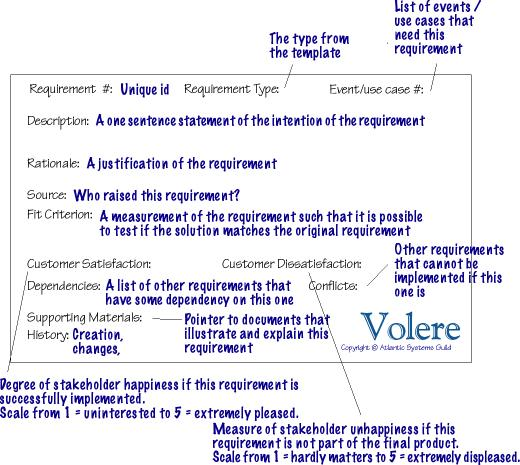 List of events /
use cases that
need this
requirement
The type from
the template
Requirement #: Unique id Requirement Type: Event/use case #:
Description: A one sentence statement of the intention of the requirement
Rationale: A justification of the requirement
Source: Who raised this requirement?
Fit Criterion: A measurement of the requirement such that it is possible
to test if the solution matches the original requirement
Other requirements
that cannot be
implemented if this
one is
Customer Satisfaction: Customer Dissatisfaction:
Dependencies: A list of other requirements that
have some dependency on this one
Conflicts:
Supporting Materials: Pointer to documents that
illustrate and explain this
requirement
History: Creation,
changes,
Volere
Copyright © Atlantic Systems Guild
Degree of stakeholder happiness if this requirement is
successfully implemented.
Scale from 1 = uninterested to 5 = extremely pleased.
Measure of stakeholder unhappiness if this
requirement is not part of the final product.
Scale from 1 = hardly matters to 5 = extremely displeased.